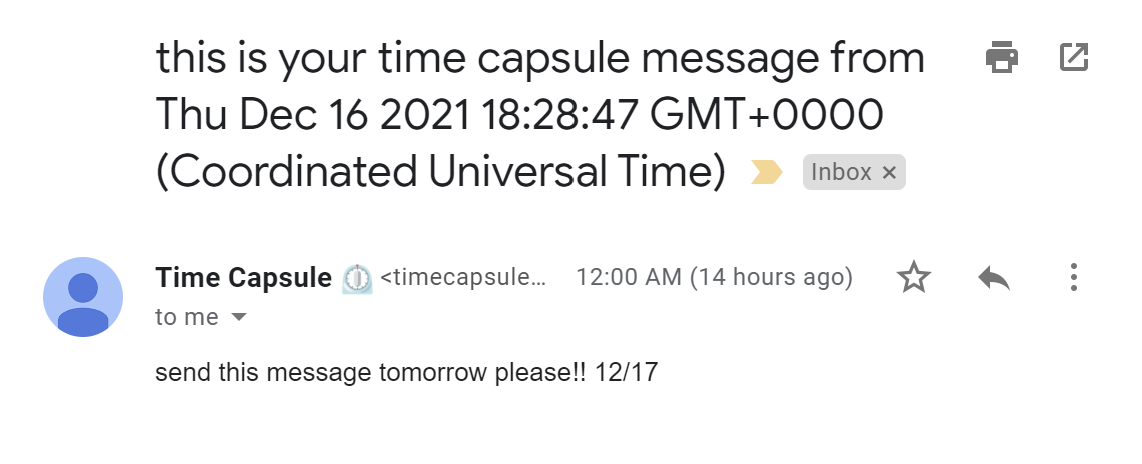 this is your time capsule message from
Thu Dec 16 2021 18:28:47 GMT+0000
(Coordinated Universal Time) Inbox ×
Time Capsule <timecapsule... 12:00 AM (14 hours ago)
to me
send this message tomorrow please!! 12/17